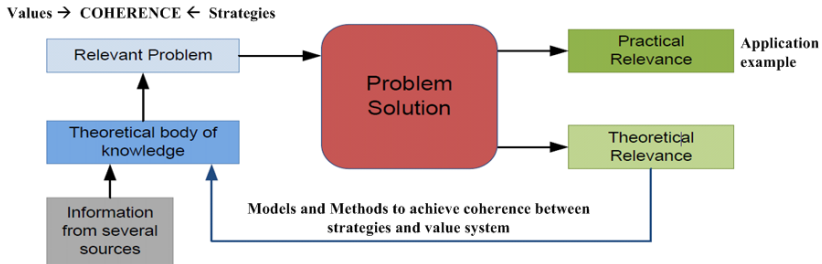 Values → COHERENCE ← Strategies
Relevant Problem
Problem
Solution
Practical
Relevance
Application
example
Theoretical body of
knowledge
Theoretical
Relevance
Information
from several
sources
Models and Methods to achieve coherence between
strategies and value system